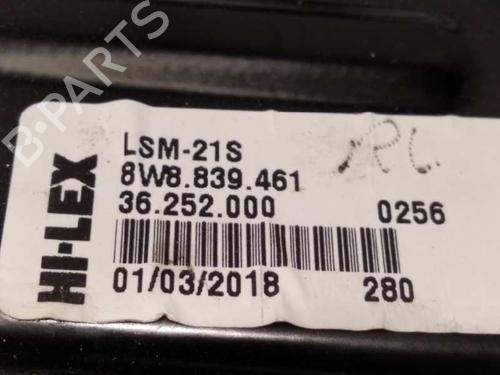 B-PARTS
HI-LEX
LSM-21S
8W8.839.461
36.252.000 0256
01/03/2018 280